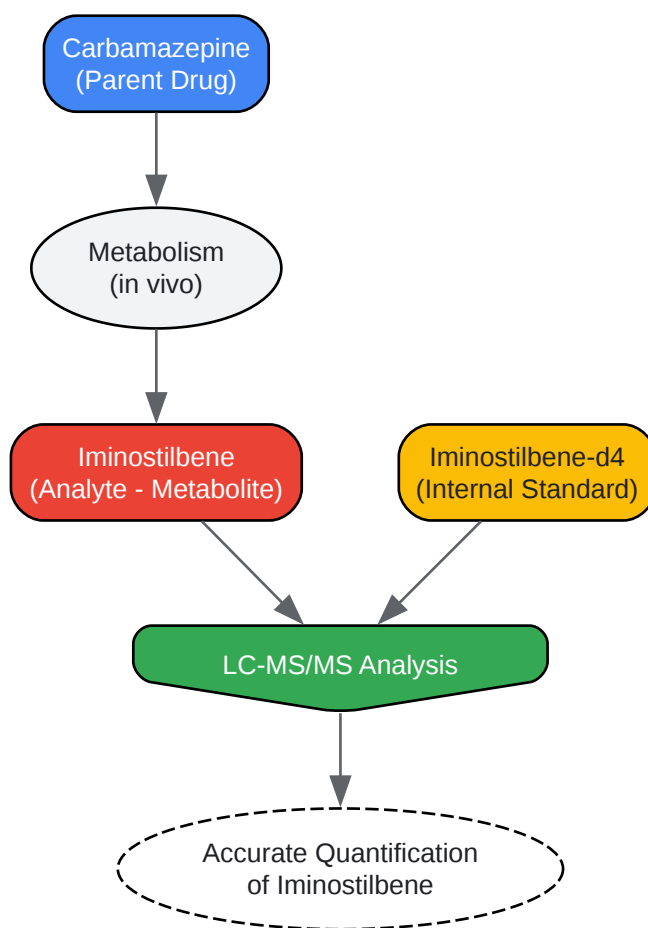 Carbamazepine
(Parent Drug)
Metabolism
(in vivo)
Iminostilbene
(Analyte - Metabolite)
Iminostilbene-d4
(Internal Standard)
LC-MS/MS Analysis
Accurate Quantification
of Iminostilbene